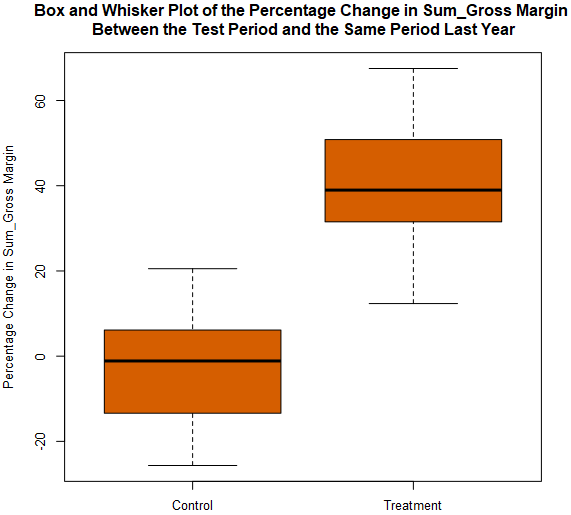 Box and Whisker Plot of the Percentage Change in Sum_Gross Margin
Between the Test Period and the Same Period Last Year
Percentage Change in Sum_Gross Margin
60
40
20
0
-20
Control
Treatment